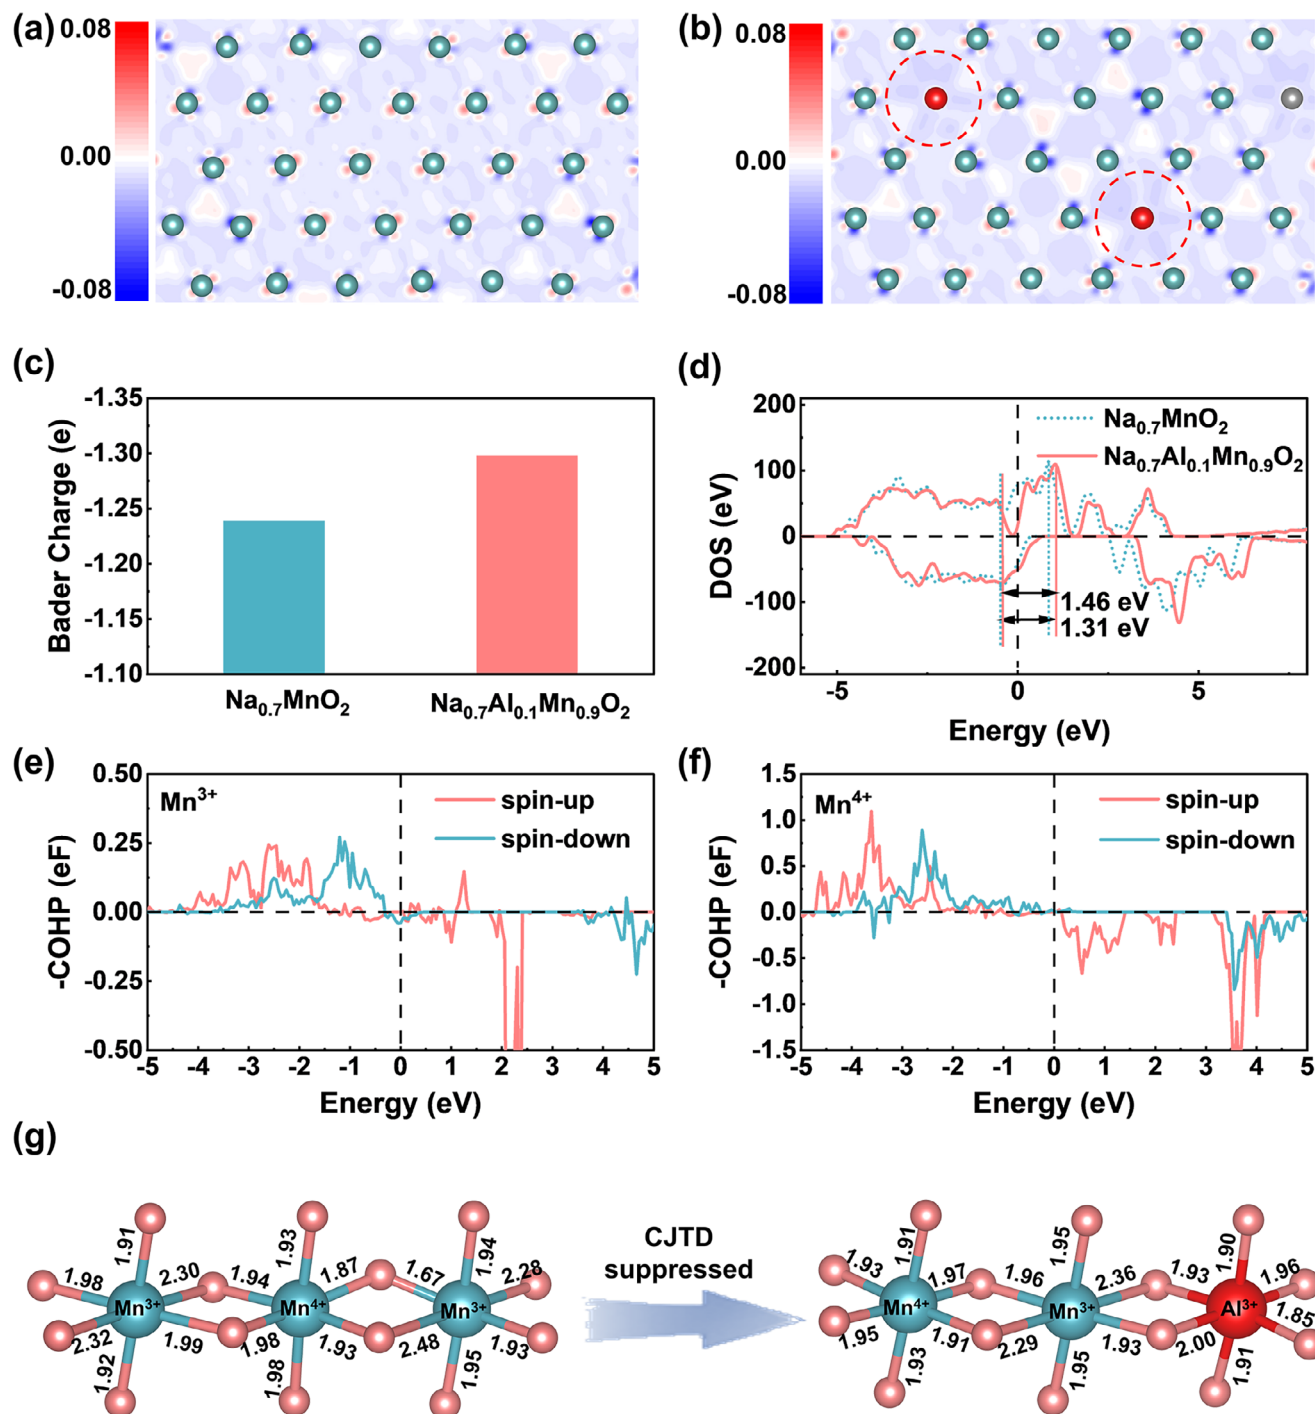 (a)
0.08
0.00
-0.08
(b)
0.08
0.00
-0.08
(c)
Bader Charge (e)
-1.35
-1.30
-1.25
-1.20
-1.15
-1.10
Na₀.₇MnO₂
Na₀.₇Al₀.₁Mn₀.₉O₂
(d)
DOS (eV)
200
100
0
-100
-200
Na₀.₇MnO₂
Na₀.₇Al₀.₁Mn₀.₉O₂
1.46 eV
1.31 eV
-5 0 5
Energy (eV)
(e)
-COHP (eF)
0.50
0.25
0.00
-0.25
-0.50
Mn³⁺
spin-up
spin-down
-5 -4 -3 -2 -1 0 1 2 3 4 5
Energy (eV)
(f)
-COHP (eF)
1.5
1.0
0.5
0.0
-0.5
-1.0
-1.5
Mn⁴⁺
spin-up
spin-down
-5 -4 -3 -2 -1 0 1 2 3 4 5
Energy (eV)
(g)
1.91 1.93 1.94
1.98 2.30 1.94 1.87 1.67 2.28
Mn³⁺ Mn⁴⁺ Mn³⁺
2.32 1.99 1.98 1.93 2.48 1.93
1.92 1.98 1.95
CJTD
suppressed
1.91 1.95 1.90
1.93 1.97 1.96 2.36 1.93 1.96
Mn⁴⁺ Mn³⁺ Al³⁺
1.85
1.95 1.91 2.29 1.93 2.00
1.93 1.95 1.91